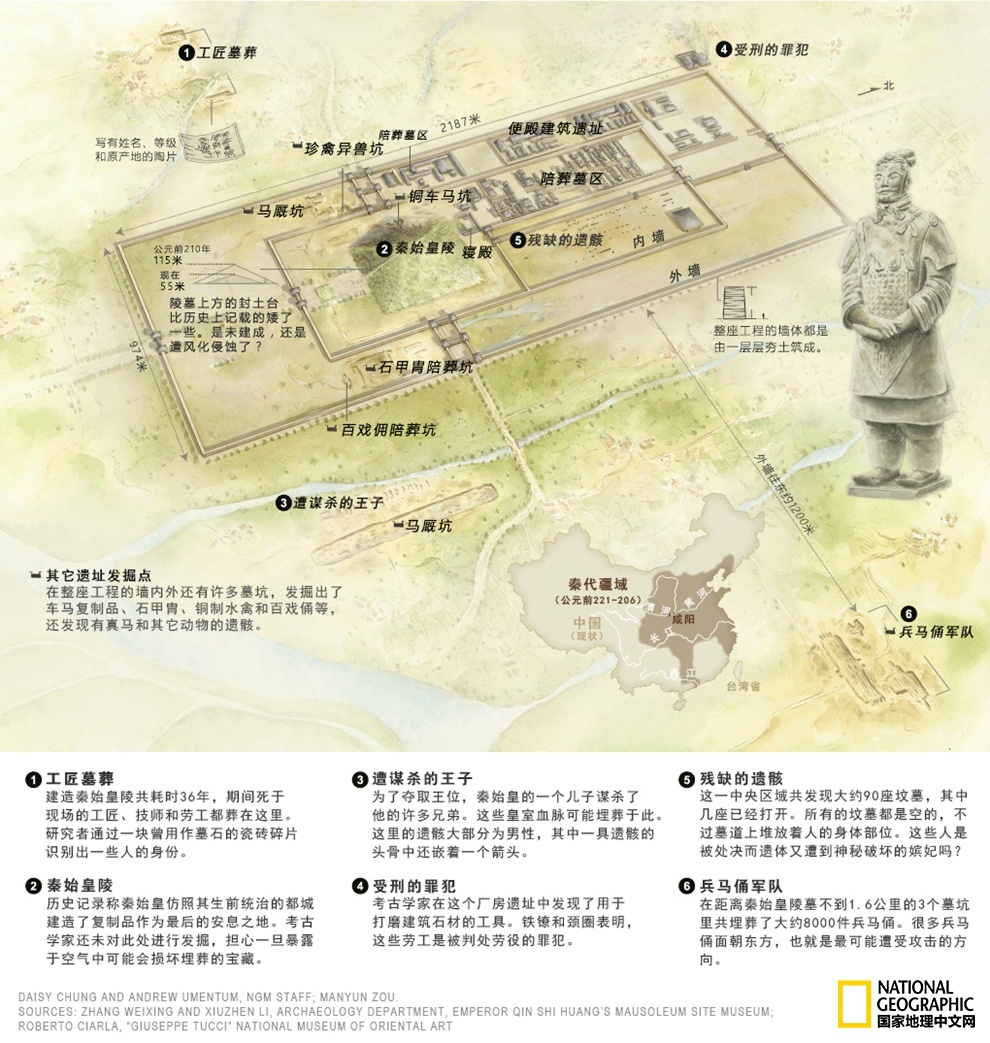 ❶工匠墓葬
❹受刑的罪犯
北
写有姓名、等级
和原产地的陶片
2187米
陪葬墓区
珍禽异兽坑
便殿建筑遗址
陪葬墓区
铜车马坑
马厩坑
❷秦始皇陵
寝殿
❺残缺的遗骸
内墙
外墙
公元前210年
115米
现在
55米
陵墓上方的封土台
比历史上记载的矮了
一些。是未建成，还是
遭风化侵蚀了？
974米
整座工程的墙体都是
由一层层夯土筑成。
石甲胄陪葬坑
百戏佣陪葬坑
外墙往东约1200米
❸遭谋杀的王子
马厩坑
其它遗址发掘点
在整座工程的墙内外还有许多墓坑，发掘出了
车马复制品、石甲胄、铜制水禽和百戏俑等，
还发现有真马和其它动物的遗骸。
秦代疆域
（公元前221-206）
中国
（现状）
渭河
黄河
咸阳
长江
西江
台湾省
❻
兵马俑军队
❶工匠墓葬
建造秦始皇陵共耗时36年，期间死于
现场的工匠、技师和劳工都葬在这里。
研究者通过一块曾用作墓石的瓷砖碎片
识别出一些人的身份。
❷秦始皇陵
历史记录称秦始皇仿照其生前统治的都城
建造了复制品作为最后的安息之地。考古
学家还未对此处进行发掘，担心一旦暴露
于空气中可能会损坏埋葬的宝藏。
❸遭谋杀的王子
为了夺取王位，秦始皇的一个儿子谋杀了
他的许多兄弟。这些皇室血脉可能埋葬于此。
这里的遗骸大部分为男性，其中一具遗骸的
头骨中还嵌着一个箭头。
❹受刑的罪犯
考古学家在这个厂房遗址中发现了用于
打磨建筑石材的工具。铁镣和颈圈表明，
这些劳工是被判处劳役的罪犯。
❺残缺的遗骸
这一中央区域共发现大约90座坟墓，其中
几座已经打开。所有的坟墓都是空的，不
过墓道上堆放着人的身体部位。这些人是
被处决而遗体又遭到神秘破坏的嫔妃吗？
❻兵马俑军队
在距离秦始皇陵墓不到1.6公里的3个墓坑
里共埋葬了大约8000件兵马俑。很多兵马
俑面朝东方，也就是最可能遭受攻击的方
向。
DAISY CHUNG AND ANDREW UMENTUM, NGM STAFF; MANYUN ZOU.
SOURCES: ZHANG WEIXING AND XIUZHEN LI, ARCHAEOLOGY DEPARTMENT, EMPEROR QIN SHI HUANG'S MAUSOLEUM SITE MUSEUM;
ROBERTO CIARLA, "GIUSEPPE TUCCI" NATIONAL MUSEUM OF ORIENTAL ART
NATIONAL
GEOGRAPHIC
国家地理中文网